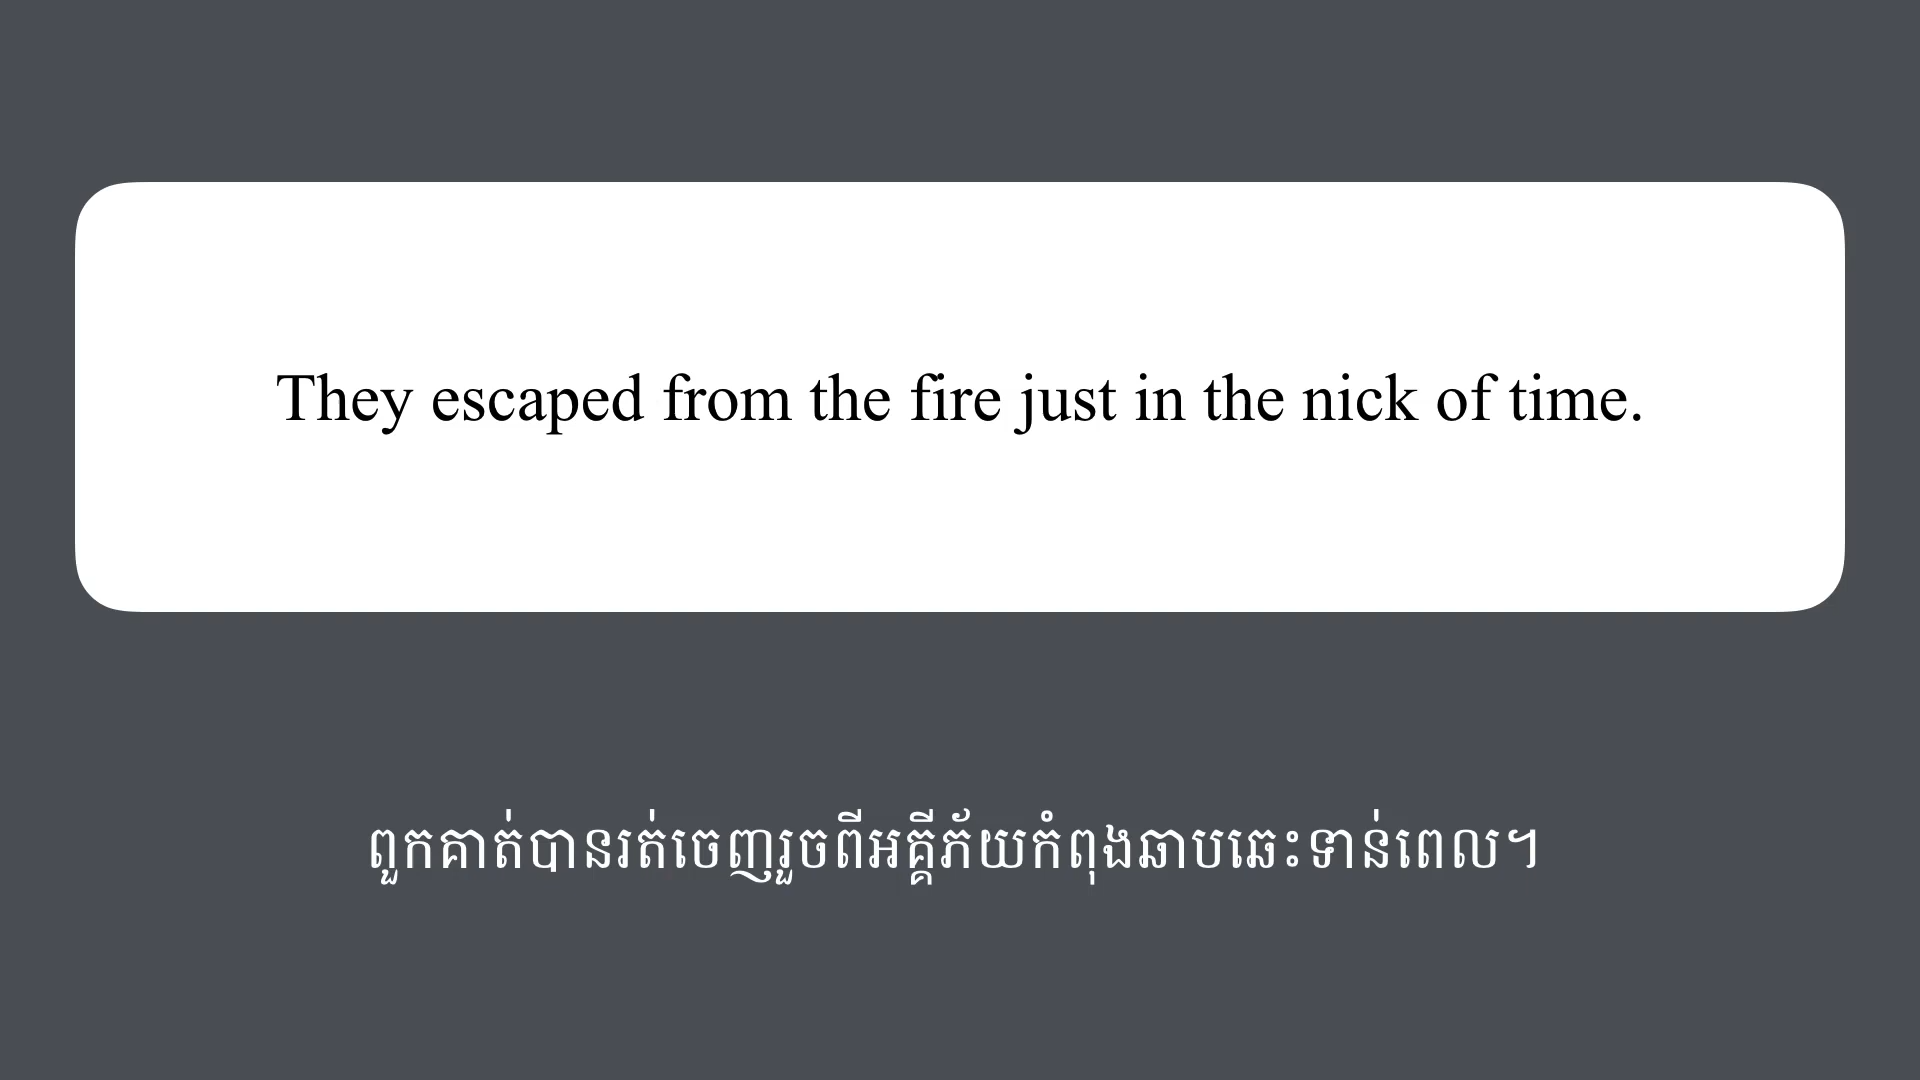 They escaped from the fire just in the nick of time.
ពួកគាត់បានរត់ចេញរួចពីអគ្គីភ័យកំពុងឆាបឆេះទាន់ពេល។